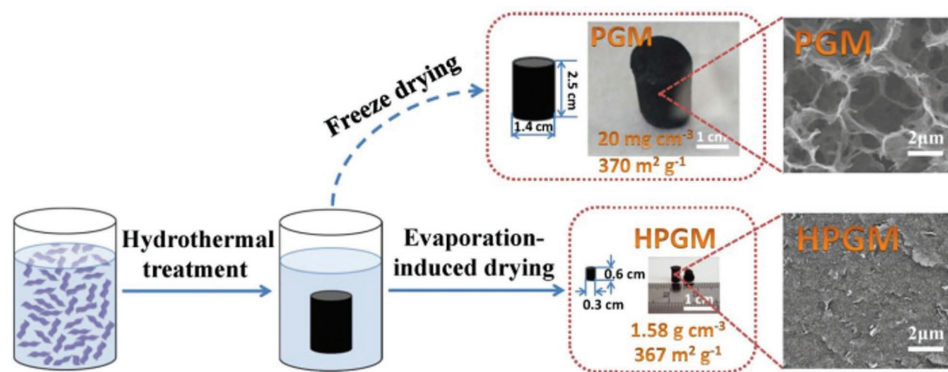 Freeze drying
2.5 cm
1.4 cm
PGM
20 mg cm⁻³
1 cm
370 m² g⁻¹
PGM
2μm
Hydrothermal
treatment
Evaporation-
induced drying
0.6 cm
0.3 cm
HPGM
1 cm
1.58 g cm⁻³
367 m² g⁻¹
HPGM
2μm